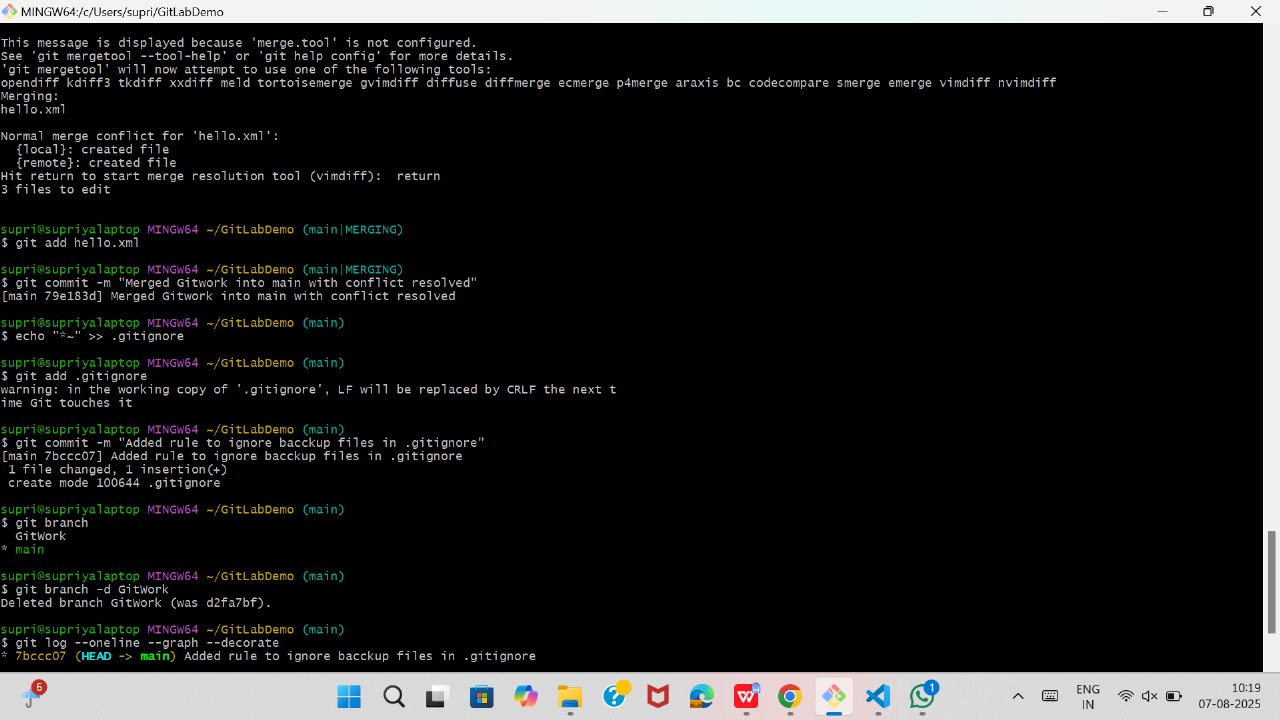 MINGW64:/c/Users/supri/GitLabDemo
This message is displayed because 'merge.tool' is not configured.
See 'git mergetool --tool-help' or 'git help config' for more details.
'git mergetool' will now attempt to use one of the following tools:
opendiff kdiff3 tkdiff xxdiff meld tortoisemerge gvimdiff diffuse diffmerge ecmerge p4merge araxis bc codecompare smerge emerge vimdiff nvimdiff
Merging:
hello.xml
Normal merge conflict for 'hello.xml':
  {local}: created file
  {remote}: created file
Hit return to start merge resolution tool (vimdiff):  return
3 files to edit
supri@supriyalaptop MINGW64 ~/GitLabDemo (main|MERGING)
$ git add hello.xml
supri@supriyalaptop MINGW64 ~/GitLabDemo (main|MERGING)
$ git commit -m "Merged Gitwork into main with conflict resolved"
[main 79e183d] Merged Gitwork into main with conflict resolved
supri@supriyalaptop MINGW64 ~/GitLabDemo (main)
$ echo "*~" >> .gitignore
supri@supriyalaptop MINGW64 ~/GitLabDemo (main)
$ git add .gitignore
warning: in the working copy of '.gitignore', LF will be replaced by CRLF the next t
ime Git touches it
supri@supriyalaptop MINGW64 ~/GitLabDemo (main)
$ git commit -m "Added rule to ignore bacckup files in .gitignore"
[main 7bccc07] Added rule to ignore bacckup files in .gitignore
 1 file changed, 1 insertion(+)
 create mode 100644 .gitignore
supri@supriyalaptop MINGW64 ~/GitLabDemo (main)
$ git branch
  GitWork
* main
supri@supriyalaptop MINGW64 ~/GitLabDemo (main)
$ git branch -d GitWork
Deleted branch GitWork (was d2fa7bf).
supri@supriyalaptop MINGW64 ~/GitLabDemo (main)
$ git log --oneline --graph --decorate
* 7bccc07 (HEAD -> main) Added rule to ignore bacckup files in .gitignore
6
W
1
ENG
IN
10:19
07-08-2025